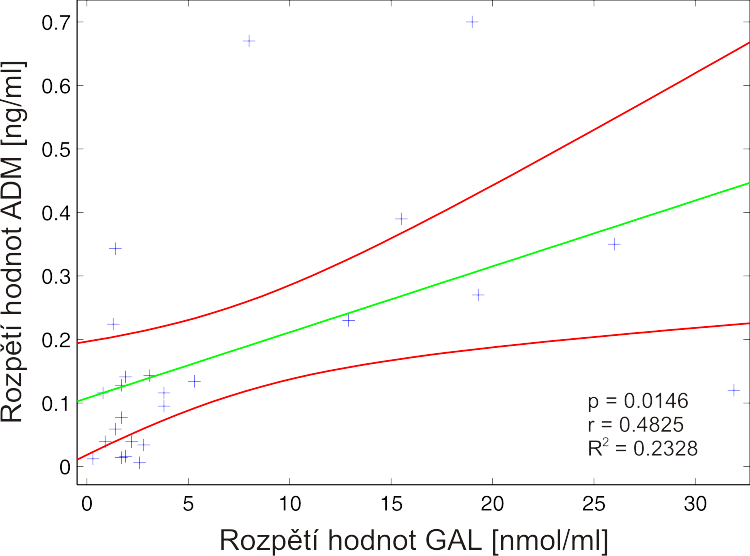 Rozpětí hodnot ADM [ng/ml]
0.7
0.6
0.5
0.4
0.3
0.2
0.1
0
p = 0.0146
r = 0.4825
R² = 0.2328
0 5 10 15 20 25 30
Rozpětí hodnot GAL [nmol/ml]